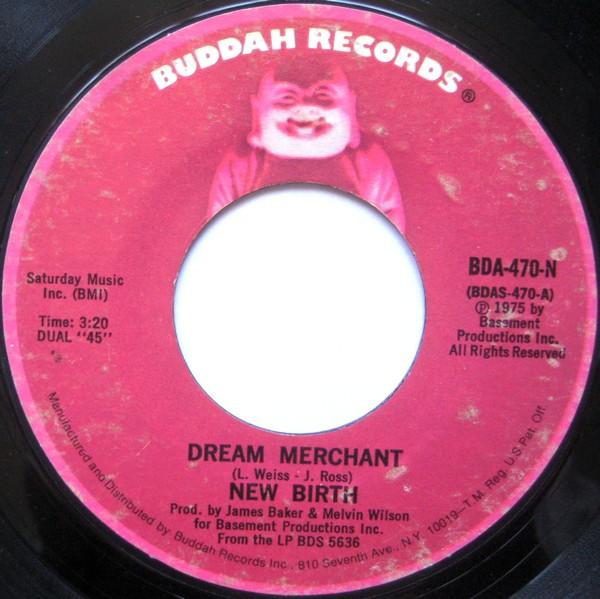 BUDDAH RECORDS®
BDA-470-N
(BDAS-470-A)
℗ 1975 by
Basement
Productions Inc.
All Rights Reserved
Saturday Music
Inc. (BMI)
Time: 3:20
DUAL "45"
DREAM MERCHANT
(L. Weiss - J. Ross)
NEW BIRTH
Prod. by James Baker & Melvin Wilson
for Basement Productions Inc.
From the LP BDS 5636
Manufactured and Distributed by Buddah Records Inc., 810 Seventh Ave., N.Y. 10019—T.M. Reg. U.S. Pat. Off.